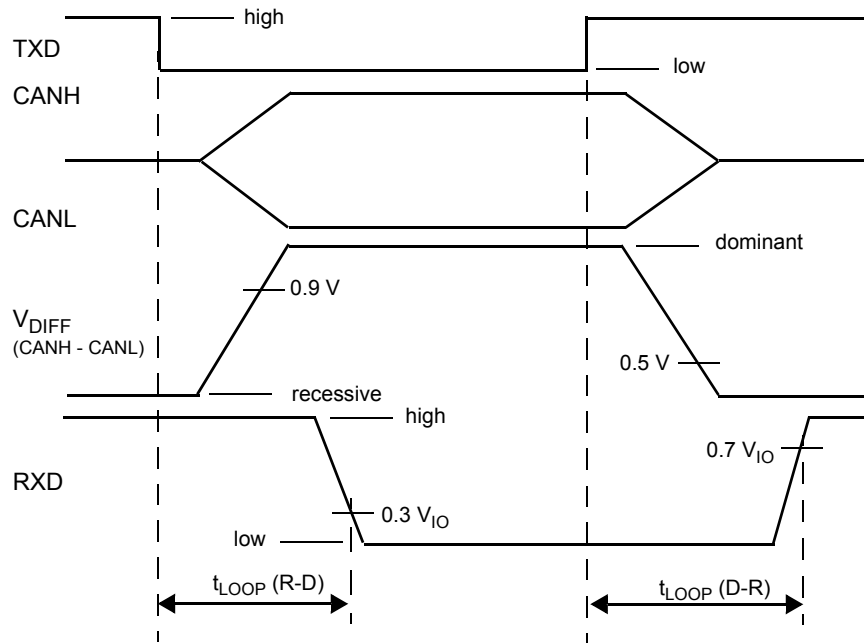 high
TXD
low
CANH
CANL
dominant
0.9 V
VDIFF
(CANH - CANL)
0.5 V
recessive
high
0.7 VIO
RXD
0.3 VIO
low
tLOOP (R-D)
tLOOP (D-R)